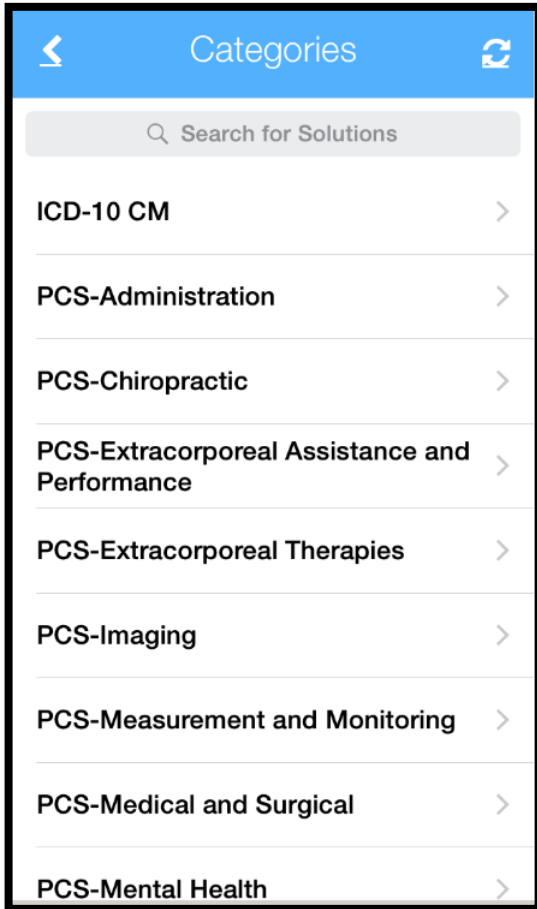 Categories
Search for Solutions
ICD-10 CM
PCS-Administration
PCS-Chiropractic
PCS-Extracorporeal Assistance and
Performance
PCS-Extracorporeal Therapies
PCS-Imaging
PCS-Measurement and Monitoring
PCS-Medical and Surgical
PCS-Mental Health